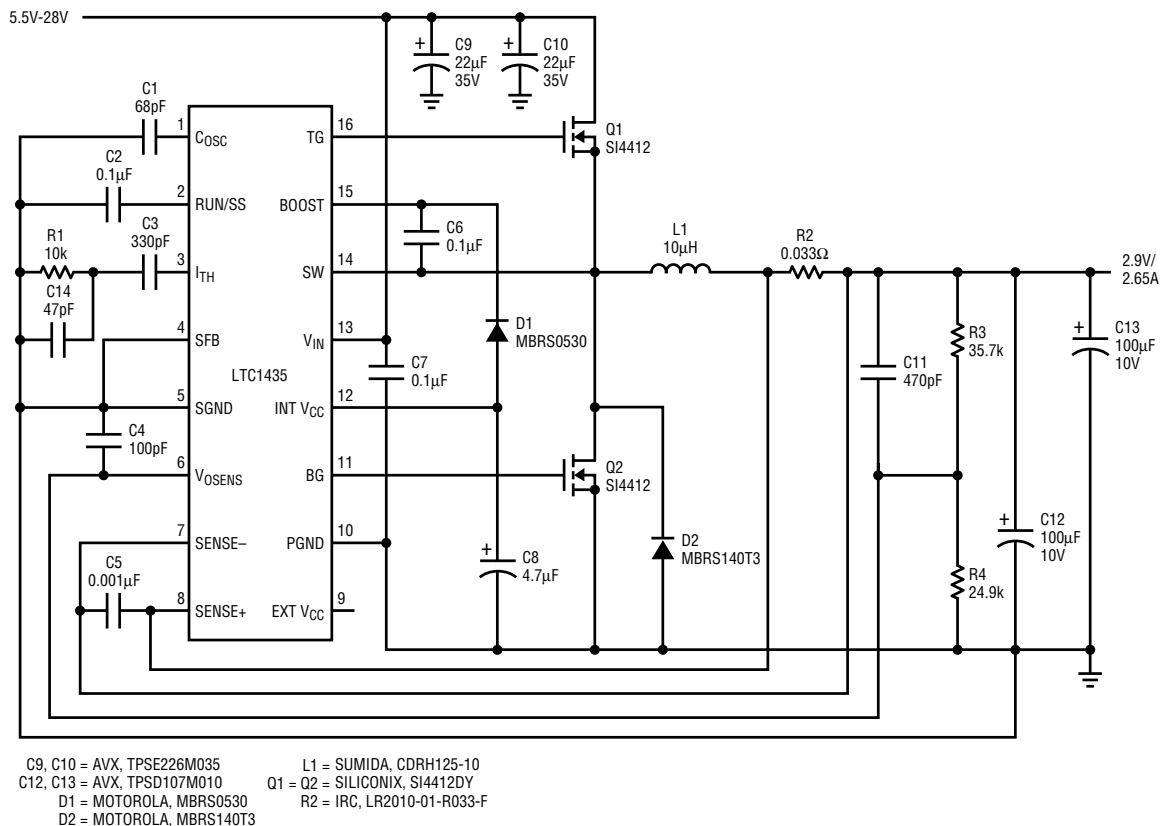 5.5V-28V
C9
22µF
35V
C10
22µF
35V
C1
68pF
1
COSC
TG
16
Q1
SI4412
C2
0.1µF
2
RUN/SS
BOOST
15
R1
10k
C3
330pF
3
ITH
C6
0.1µF
SW
14
L1
10µH
R2
0.033Ω
2.9V/
2.65A
C14
47pF
4
SFB
VIN
13
D1
MBRS0530
LTC1435
C7
0.1µF
C11
470pF
R3
35.7k
C13
100µF
10V
5
SGND
INT VCC
12
C4
100pF
6
VOSENS
BG
11
Q2
SI4412
7
SENSE–
PGND
10
C8
4.7µF
D2
MBRS140T3
R4
24.9k
C12
100µF
10V
C5
0.001µF
8
SENSE+
EXT VCC
9
+
+
+
+
+
C9, C10 = AVX, TPSE226M035
C12, C13 = AVX, TPSD107M010
D1 = MOTOROLA, MBRS0530
D2 = MOTOROLA, MBRS140T3
L1 = SUMIDA, CDRH125-10
Q1 = Q2 = SILICONIX, SI4412DY
R2 = IRC, LR2010-01-R033-F